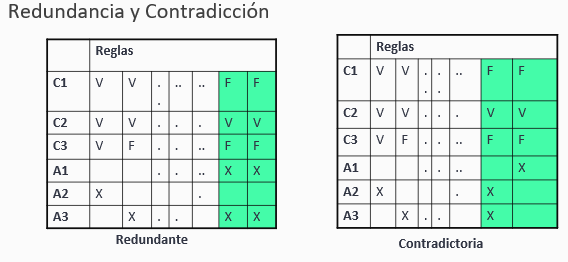 Redundancia y Contradicción
Reglas
C1 V V . .. .. F F
.
C2 V V . . . V V
C3 V F . . .. F F
A1 . . .. X X
A2 X .
A3 X . . X X
Redundante
Reglas
C1 V V . . .. F F
. .
C2 V V . . . V V
C3 V F . . .. F F
A1 . . .. X
A2 X . X
A3 X . . X
Contradictoria